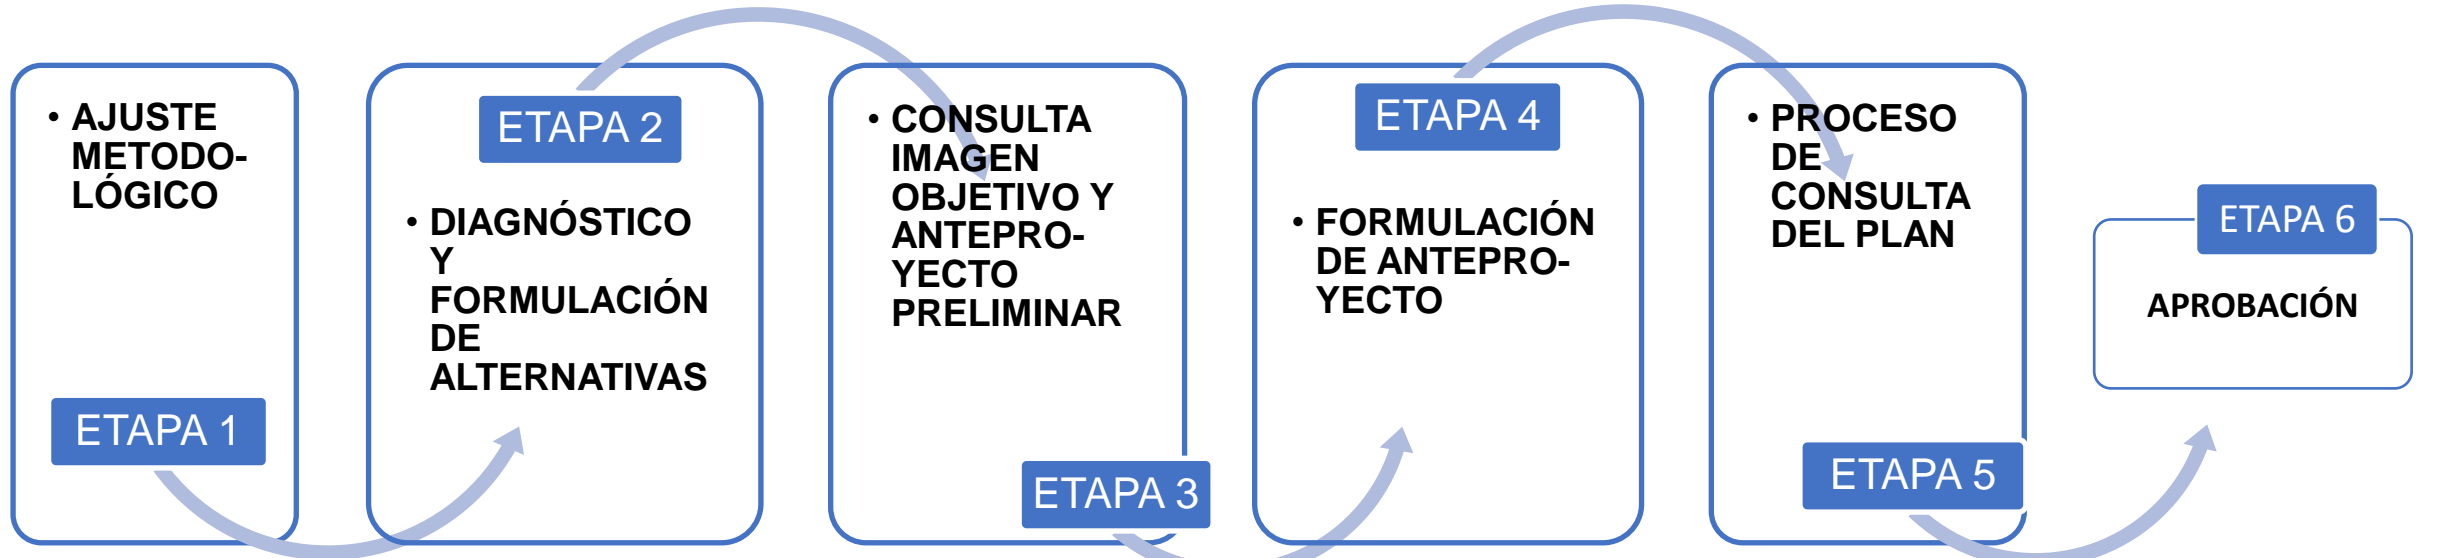 • AJUSTE
METODO-
LÓGICO
ETAPA 1
ETAPA 2
• DIAGNÓSTICO
Y
FORMULACIÓN
DE
ALTERNATIVAS
• CONSULTA
IMAGEN
OBJETIVO Y
ANTEPRO-
YECTO
PRELIMINAR
ETAPA 3
ETAPA 4
• FORMULACIÓN
DE ANTEPRO-
YECTO
• PROCESO
DE
CONSULTA
DEL PLAN
ETAPA 5
ETAPA 6
APROBACIÓN